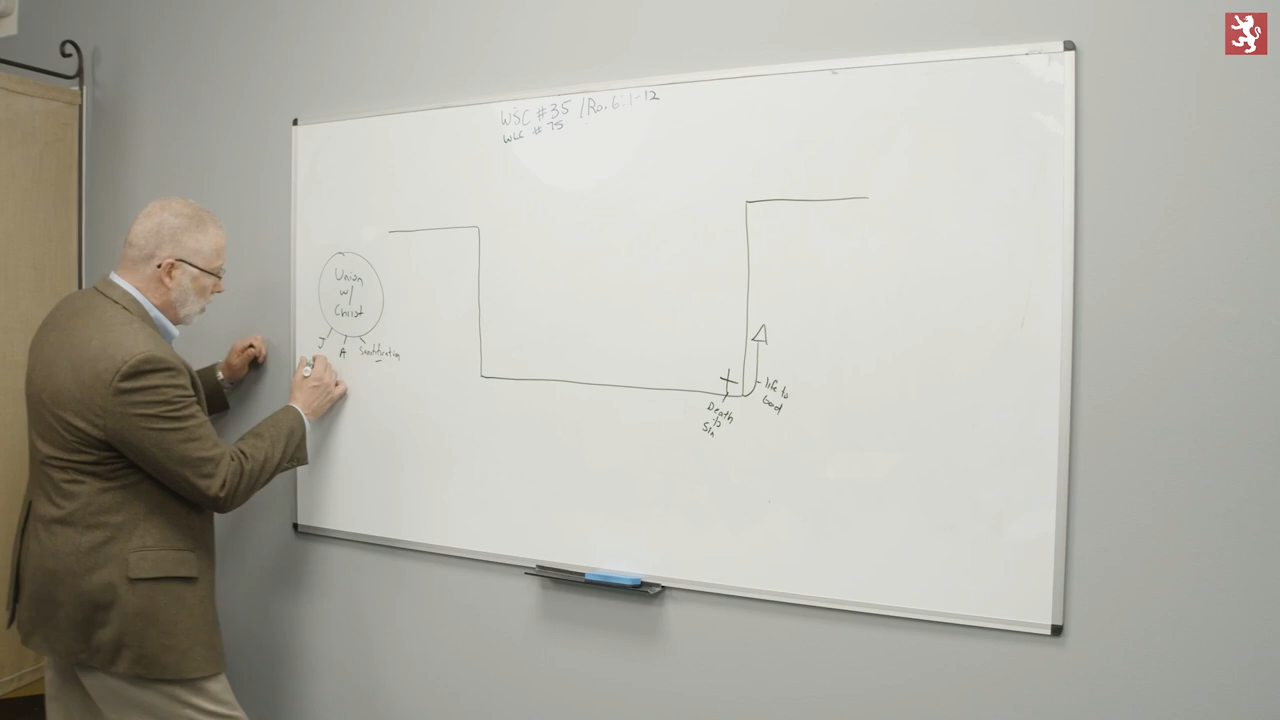 WSC #35 /Ro. 6:1-12
WLC # 75
Union
w/
Christ
J
A
Sanctification
Death
to
Sin
life to
God